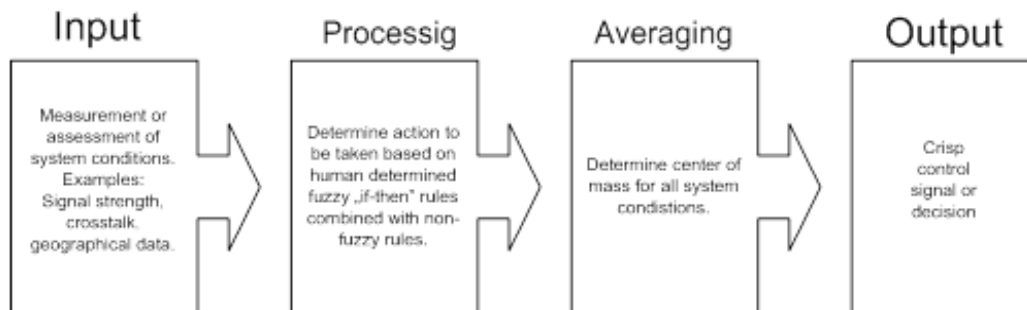 Input
Measurement or
assessment of
system conditions.
Examples:
Signal strength,
crosstalk,
geographical data.
Processig
Determine action to
be taken based on
human determined
fuzzy „if-then” rules
combined with non-
fuzzy rules.
Averaging
Determine center of
mass for all system
condistions.
Output
Crisp
control
signal or
decision